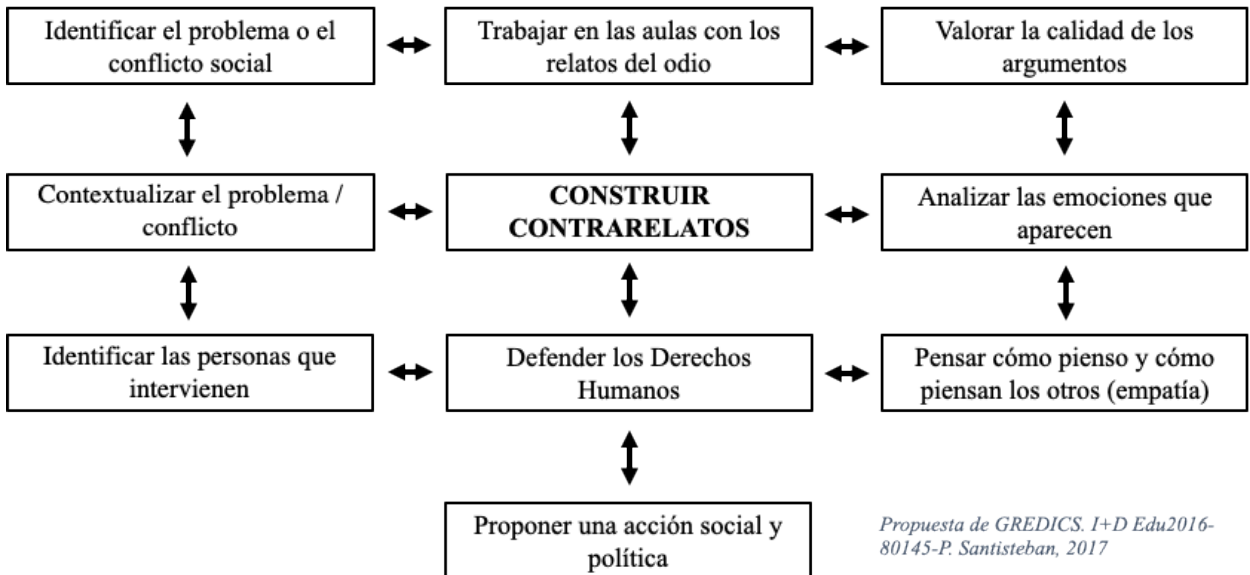 Identificar el problema o el
conflicto social
Trabajar en las aulas con los
relatos del odio
Valorar la calidad de los
argumentos
Contextualizar el problema /
conflicto
CONSTRUIR
CONTRARELATOS
Analizar las emociones que
aparecen
Identificar las personas que
intervienen
Defender los Derechos
Humanos
Pensar cómo pienso y cómo
piensan los otros (empatía)
Proponer una acción social y
política
Propuesta de GREDICS. I+D Edu2016-
80145-P. Santisteban, 2017